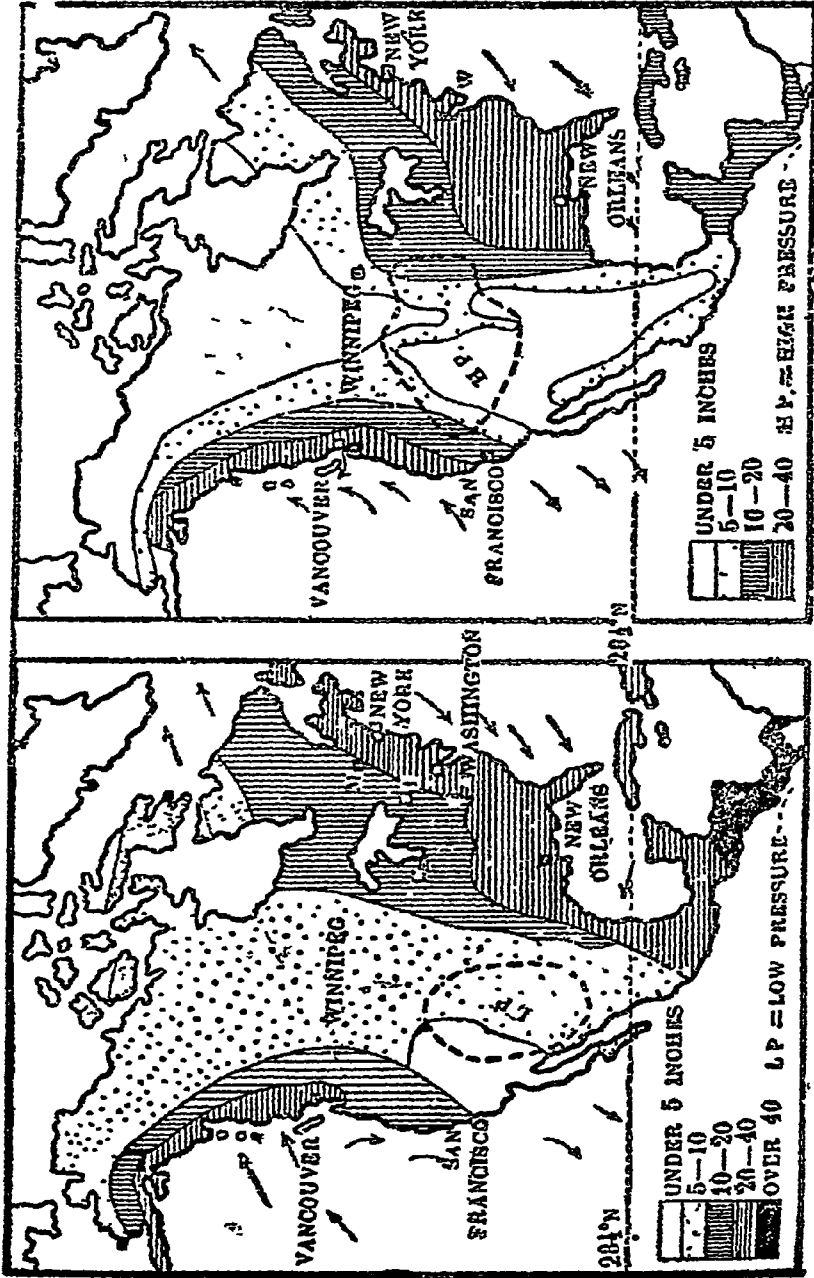 WINNIPEG
VANCOUVER
NEW
YORK
WASHINGTON
SAN
FRANCISCO
NEW
ORLEANS
L P
UNDER 5 INCHES
5—10
10—20
20—40
OVER 40 L P = LOW PRESSURE
WINNIPEG
VANCOUVER
NEW
YORK
W
H P
SAN
FRANCISCO
NEW
ORLEANS
UNDER 5 INCHES
5—10
10—20
20—40 H P. = HIGH PRESSURE